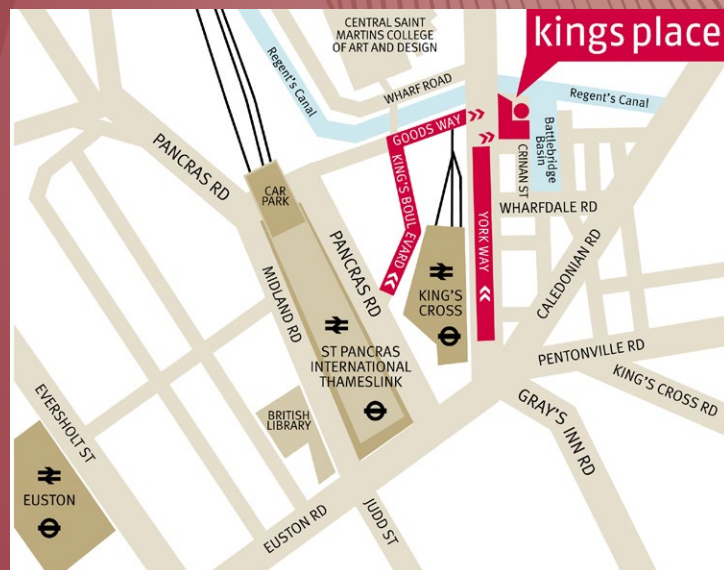 CENTRAL SAINT
MARTINS COLLEGE
OF ART AND DESIGN
kings place
Regent's Canal
WHARF ROAD
Regent's Canal
GOODS WAY
Battlebridge
Basin
CRINAN ST
PANCRAS RD
KING'S BOULEVARD
CAR
PARK
WHARFDALE RD
YORK WAY
PANCRAS RD
CALEDONIAN RD
MIDLAND RD
KING'S
CROSS
ST PANCRAS
INTERNATIONAL
THAMESLINK
PENTONVILLE RD
KING'S CROSS RD
EVERSHOLT ST
BRITISH
LIBRARY
GRAY'S INN RD
EUSTON
EUSTON RD
JUDD ST